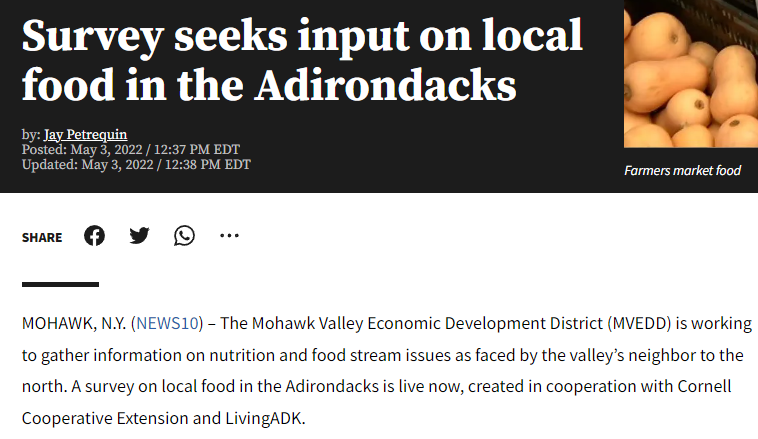 Survey seeks input on local
food in the Adirondacks
by: Jay Petrequin
Posted: May 3, 2022 / 12:37 PM EDT
Updated: May 3, 2022 / 12:38 PM EDT
Farmers market food
SHARE
MOHAWK, N.Y. (NEWS10) – The Mohawk Valley Economic Development District (MVEDD) is working
to gather information on nutrition and food stream issues as faced by the valley’s neighbor to the
north. A survey on local food in the Adirondacks is live now, created in cooperation with Cornell
Cooperative Extension and LivingADK.